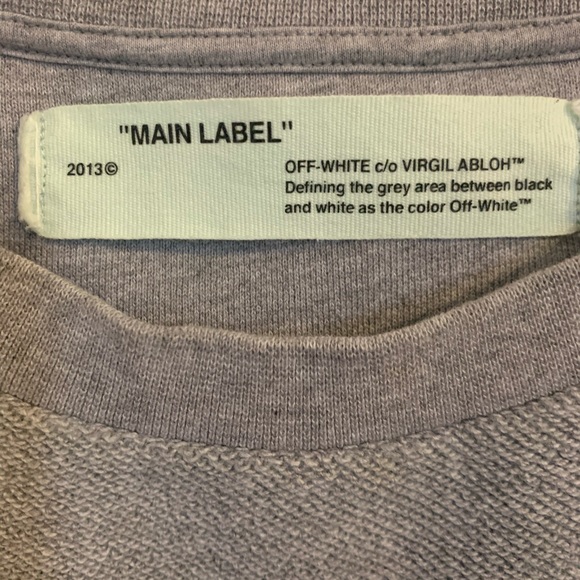 "MAIN LABEL"
2013©
OFF-WHITE c/o VIRGIL ABLOH™
Defining the grey area between black
and white as the color Off-White™